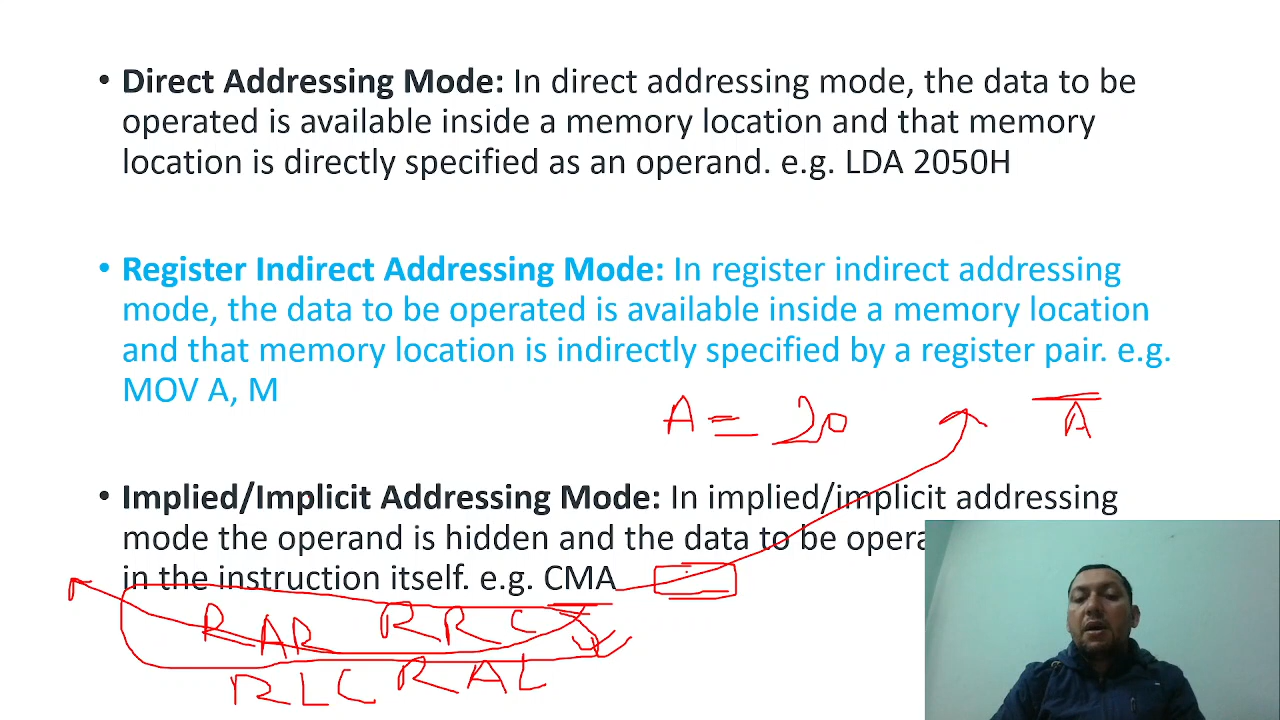 • Direct Addressing Mode: In direct addressing mode, the data to be
operated is available inside a memory location and that memory
location is directly specified as an operand. e.g. LDA 2050H
• Register Indirect Addressing Mode: In register indirect addressing
mode, the data to be operated is available inside a memory location
and that memory location is indirectly specified by a register pair. e.g.
MOV A, M
A = 20
A
• Implied/Implicit Addressing Mode: In implied/implicit addressing
mode the operand is hidden and the data to be opera
in the instruction itself. e.g. CMA
RAR RRC
RLC RAL